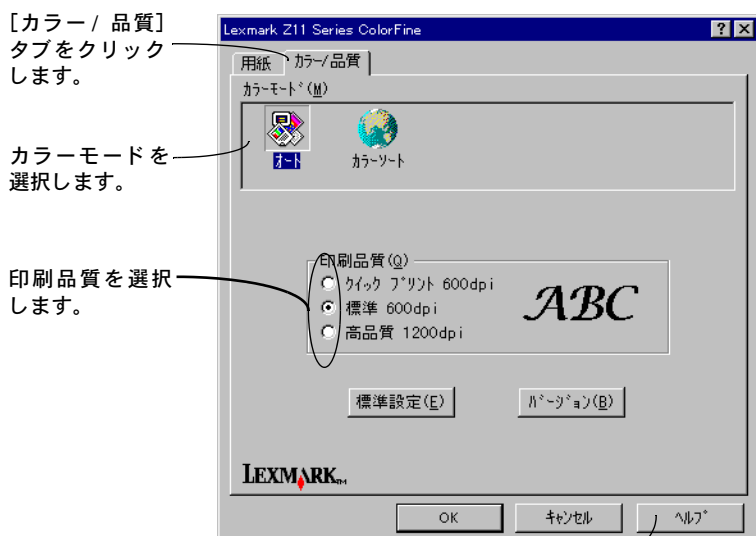 [カラー/ 品質]
タブをクリック
します。
カラーモードを
選択します。
印刷品質を選択
します。
Lexmark Z11 Series ColorFine
用紙
ｶﾗｰ/品質
ｶﾗｰﾓｰﾄﾞ(M)
ｵｰﾄ
ｶﾗｰｿｰﾄ
印刷品質(Q)
ｸｲｯｸ ﾌﾟﾘﾝﾄ 600dpi
標準 600dpi
高品質 1200dpi
ABC
標準設定(E)
ﾊﾞｰｼﾞｮﾝ(B)
LEXMARK™
OK
ｷｬﾝｾﾙ
ﾍﾙﾌﾟ